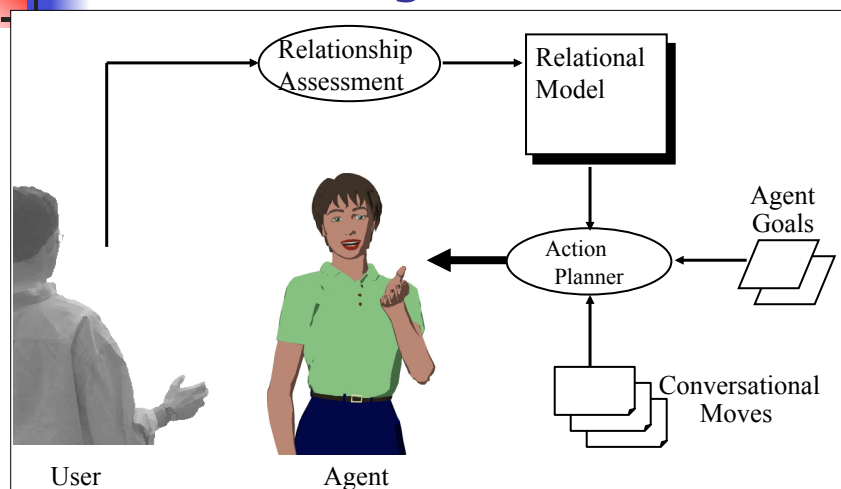 Relationship
Assessment
Relational
Model
Agent
Goals
Action
Planner
Conversational
Moves
User
Agent